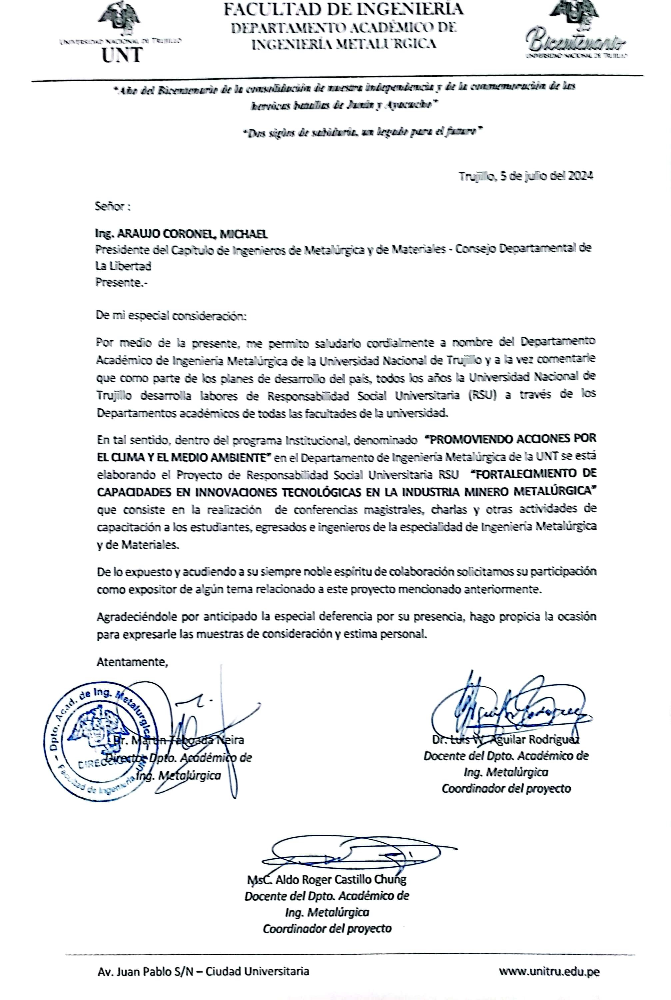 FACULTAD DE INGENIERÍA
DEPARTAMENTO ACADÉMICO DE
INGENIERÍA METALURGICA
UNIVERSIDAD NACIONAL DE TRUJILLO
UNT
Bicentenario
UNIVERSIDAD NACIONAL DE TRUJILLO
"Año del Bicentenario de la consolidación de nuestra independencia y de la conmemoración de las
heroicas batallas de Junín y Ayacucho"
"Dos siglos de sabiduría, un legado para el futuro"
Trujillo, 5 de julio del 2024
Señor :
Ing. ARAUJO CORONEL, MICHAEL
Presidente del Capítulo de Ingenieros de Metalúrgica y de Materiales - Consejo Departamental de
La Libertad
Presente.-
De mi especial consideración:
Por medio de la presente, me permito saludarlo cordialmente a nombre del Departamento
Académico de Ingeniería Metalúrgica de la Universidad Nacional de Trujillo y a la vez comentarle
que como parte de los planes de desarrollo del país, todos los años la Universidad Nacional de
Trujillo desarrolla labores de Responsabilidad Social Universitaria (RSU) a través de los
Departamentos académicos de todas las facultades de la universidad.
En tal sentido, dentro del programa Institucional, denominado "PROMOVIENDO ACCIONES POR
EL CLIMA Y EL MEDIO AMBIENTE" en el Departamento de Ingeniería Metalúrgica de la UNT se está
elaborando el Proyecto de Responsabilidad Social Universitaria RSU "FORTALECIMIENTO DE
CAPACIDADES EN INNOVACIONES TECNOLÓGICAS EN LA INDUSTRIA MINERO METALÚRGICA"
que consiste en la realización de conferencias magistrales, charlas y otras actividades de
capacitación a los estudiantes, egresados e ingenieros de la especialidad de Ingeniería Metalúrgica
y de Materiales.
De lo expuesto y acudiendo a su siempre noble espíritu de colaboración solicitamos su participación
como expositor de algún tema relacionado a este proyecto mencionado anteriormente.
Agradeciéndole por anticipado la especial deferencia por su presencia, hago propicia la ocasión
para expresarle las muestras de consideración y estima personal.
Atentamente,
Dpto. Acad. de Ing. Metalurgica
DIRECCION
Facultad de Ingeniería - UNT
Dr. Martín Taboada Neira
Director Dpto. Académico de
Ing. Metalúrgica
Dr. Luis W. Aguilar Rodríguez
Docente del Dpto. Académico de
Ing. Metalúrgica
Coordinador del proyecto
MsC. Aldo Roger Castillo Chung
Docente del Dpto. Académico de
Ing. Metalúrgica
Coordinador del proyecto
Av. Juan Pablo S/N – Ciudad Universitaria
www.unitru.edu.pe